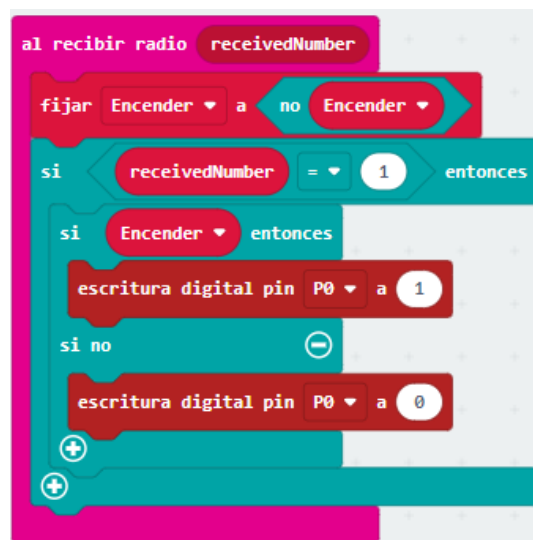 al recibir radio receivedNumber
fijar Encender a no Encender
si receivedNumber = 1 entonces
si Encender entonces
escritura digital pin P0 a 1
si no
escritura digital pin P0 a 0